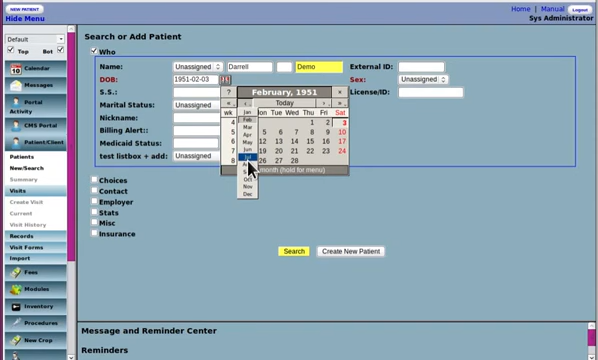 NEW PATIENT
Hide Menu
Home | Manual Logout
Sys Administrator
Default
Top Bot
Calendar
Messages
Portal
Activity
CMS Portal
Patient/Client
Patients
New/Search
Summary
Visits
Create Visit
Current
Visit History
Records
Visit Forms
Import
Fees
Modules
Inventory
Procedures
New Crop
Search or Add Patient
Who
Name: Unassigned Darrell Demo External ID:
DOB: 1951-02-03 Sex: Unassigned
S.S.: License/ID:
Marital Status: Unassigned
Nickname:
Billing Alert::
Medicaid Status: Unassigned
test listbox + add: Unassigned
? February, 1951 ×
« ‹ Today › »
wk on Tue Wed Thu Fri Sat
4 1 2 3
5 5 6 7 8 9 10
6 12 13 14 15 16 17
7 19 20 21 22 23 24
8 26 27 28
month (hold for menu)
Jan
Feb
Mar
Apr
May
Jun
Jul
Oct
Nov
Dec
Choices
Contact
Employer
Stats
Misc
Insurance
Search Create New Patient
Message and Reminder Center
Reminders